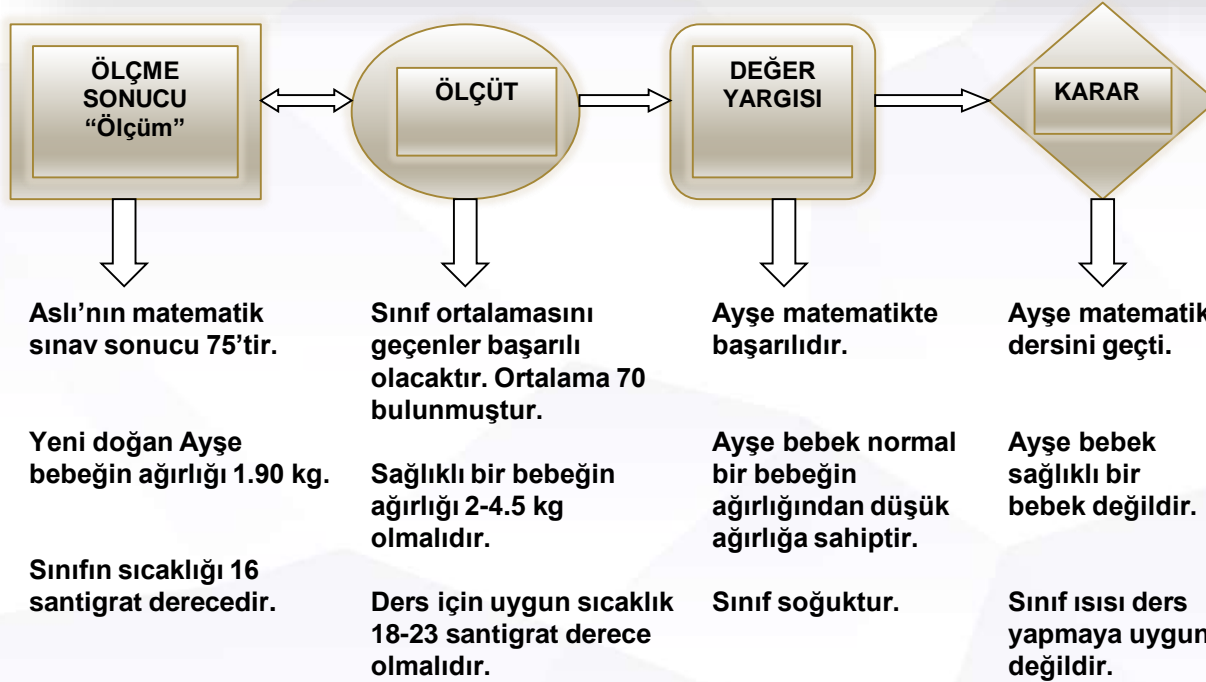 ÖLÇME
SONUCU
“Ölçüm”
ÖLÇÜT
DEĞER
YARGISI
KARAR
Aslı’nın matematik
sınav sonucu 75’tir.
Yeni doğan Ayşe
bebeğin ağırlığı 1.90 kg.
Sınıfın sıcaklığı 16
santigrat derecedir.
Sınıf ortalamasını
geçenler başarılı
olacaktır. Ortalama 70
bulunmuştur.
Sağlıklı bir bebeğin
ağırlığı 2-4.5 kg
olmalıdır.
Ders için uygun sıcaklık
18-23 santigrat derece
olmalıdır.
Ayşe matematikte
başarılıdır.
Ayşe bebek normal
bir bebeğin
ağırlığından düşük
ağırlığa sahiptir.
Sınıf soğuktur.
Ayşe matematik
dersini geçti.
Ayşe bebek
sağlıklı bir
bebek değildir.
Sınıf ısısı ders
yapmaya uygun
değildir.